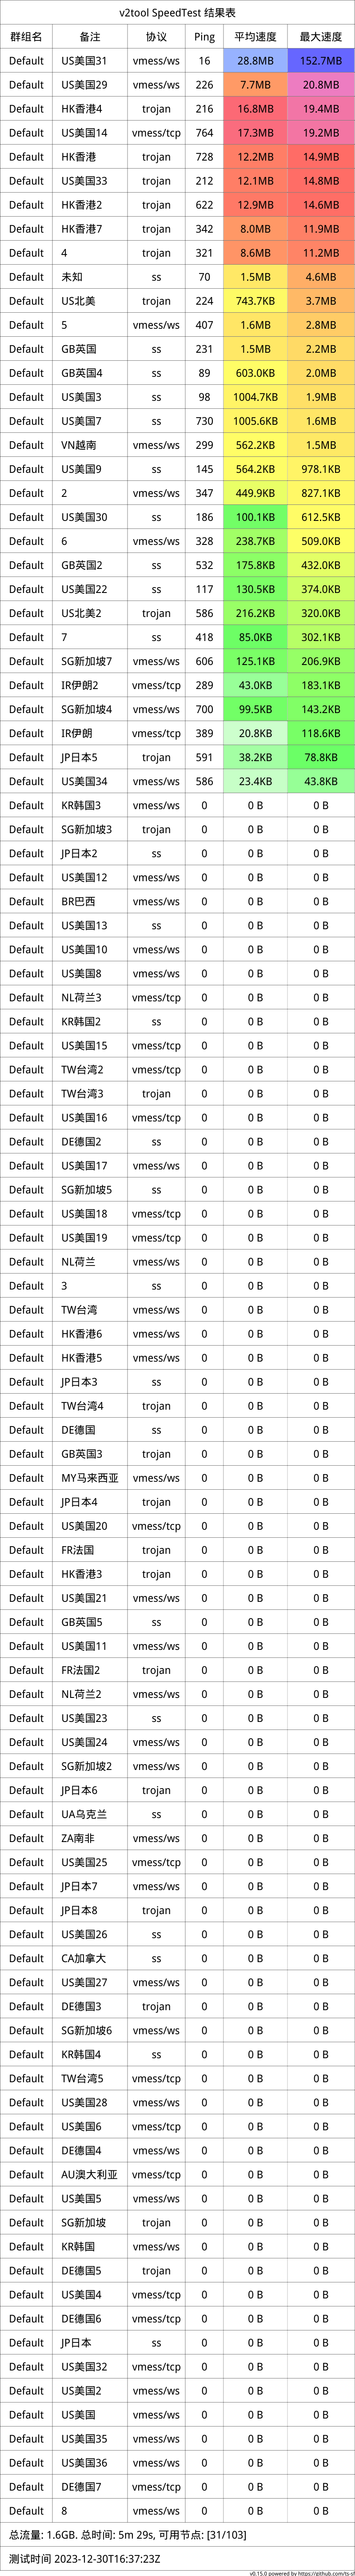 v2tool SpeedTest 结果表
群组名 备注 协议 Ping 平均速度 最大速度
Default US美国31 vmess/ws 16 28.8MB 152.7MB
Default US美国29 vmess/ws 226 7.7MB 20.8MB
Default HK香港4 trojan 216 16.8MB 19.4MB
Default US美国14 vmess/tcp 764 17.3MB 19.2MB
Default HK香港 trojan 728 12.2MB 14.9MB
Default US美国33 trojan 212 12.1MB 14.8MB
Default HK香港2 trojan 622 12.9MB 14.6MB
Default HK香港7 trojan 342 8.0MB 11.9MB
Default 4 trojan 321 8.6MB 11.2MB
Default 未知 ss 70 1.5MB 4.6MB
Default US北美 trojan 224 743.7KB 3.7MB
Default 5 vmess/ws 407 1.6MB 2.8MB
Default GB英国 ss 231 1.5MB 2.2MB
Default GB英国4 ss 89 603.0KB 2.0MB
Default US美国3 ss 98 1004.7KB 1.9MB
Default US美国7 ss 730 1005.6KB 1.6MB
Default VN越南 vmess/ws 299 562.2KB 1.5MB
Default US美国9 ss 145 564.2KB 978.1KB
Default 2 vmess/ws 347 449.9KB 827.1KB
Default US美国30 ss 186 100.1KB 612.5KB
Default 6 vmess/ws 328 238.7KB 509.0KB
Default GB英国2 ss 532 175.8KB 432.0KB
Default US美国22 ss 117 130.5KB 374.0KB
Default US北美2 trojan 586 216.2KB 320.0KB
Default 7 ss 418 85.0KB 302.1KB
Default SG新加坡7 vmess/ws 606 125.1KB 206.9KB
Default IR伊朗2 vmess/tcp 289 43.0KB 183.1KB
Default SG新加坡4 vmess/ws 700 99.5KB 143.2KB
Default IR伊朗 vmess/tcp 389 20.8KB 118.6KB
Default JP日本5 trojan 591 38.2KB 78.8KB
Default US美国34 vmess/ws 586 23.4KB 43.8KB
Default KR韩国3 vmess/ws 0 0 B 0 B
Default SG新加坡3 trojan 0 0 B 0 B
Default JP日本2 ss 0 0 B 0 B
Default US美国12 vmess/ws 0 0 B 0 B
Default BR巴西 vmess/ws 0 0 B 0 B
Default US美国13 ss 0 0 B 0 B
Default US美国10 vmess/ws 0 0 B 0 B
Default US美国8 vmess/ws 0 0 B 0 B
Default NL荷兰3 vmess/tcp 0 0 B 0 B
Default KR韩国2 ss 0 0 B 0 B
Default US美国15 vmess/tcp 0 0 B 0 B
Default TW台湾2 vmess/tcp 0 0 B 0 B
Default TW台湾3 trojan 0 0 B 0 B
Default US美国16 vmess/tcp 0 0 B 0 B
Default DE德国2 ss 0 0 B 0 B
Default US美国17 vmess/ws 0 0 B 0 B
Default SG新加坡5 ss 0 0 B 0 B
Default US美国18 vmess/tcp 0 0 B 0 B
Default US美国19 vmess/tcp 0 0 B 0 B
Default NL荷兰 vmess/ws 0 0 B 0 B
Default 3 ss 0 0 B 0 B
Default TW台湾 vmess/ws 0 0 B 0 B
Default HK香港6 vmess/ws 0 0 B 0 B
Default HK香港5 vmess/ws 0 0 B 0 B
Default JP日本3 ss 0 0 B 0 B
Default TW台湾4 trojan 0 0 B 0 B
Default DE德国 ss 0 0 B 0 B
Default GB英国3 trojan 0 0 B 0 B
Default MY马来西亚 vmess/ws 0 0 B 0 B
Default JP日本4 trojan 0 0 B 0 B
Default US美国20 vmess/tcp 0 0 B 0 B
Default FR法国 trojan 0 0 B 0 B
Default HK香港3 trojan 0 0 B 0 B
Default US美国21 vmess/ws 0 0 B 0 B
Default GB英国5 ss 0 0 B 0 B
Default US美国11 vmess/ws 0 0 B 0 B
Default FR法国2 trojan 0 0 B 0 B
Default NL荷兰2 vmess/ws 0 0 B 0 B
Default US美国23 ss 0 0 B 0 B
Default US美国24 vmess/ws 0 0 B 0 B
Default SG新加坡2 vmess/ws 0 0 B 0 B
Default JP日本6 trojan 0 0 B 0 B
Default UA乌克兰 ss 0 0 B 0 B
Default ZA南非 vmess/ws 0 0 B 0 B
Default US美国25 vmess/tcp 0 0 B 0 B
Default JP日本7 vmess/ws 0 0 B 0 B
Default JP日本8 trojan 0 0 B 0 B
Default US美国26 ss 0 0 B 0 B
Default CA加拿大 ss 0 0 B 0 B
Default US美国27 vmess/ws 0 0 B 0 B
Default DE德国3 trojan 0 0 B 0 B
Default SG新加坡6 vmess/ws 0 0 B 0 B
Default KR韩国4 ss 0 0 B 0 B
Default TW台湾5 vmess/tcp 0 0 B 0 B
Default US美国28 vmess/ws 0 0 B 0 B
Default US美国6 vmess/tcp 0 0 B 0 B
Default DE德国4 vmess/ws 0 0 B 0 B
Default AU澳大利亚 vmess/tcp 0 0 B 0 B
Default US美国5 vmess/ws 0 0 B 0 B
Default SG新加坡 trojan 0 0 B 0 B
Default KR韩国 vmess/ws 0 0 B 0 B
Default DE德国5 trojan 0 0 B 0 B
Default US美国4 vmess/tcp 0 0 B 0 B
Default DE德国6 vmess/tcp 0 0 B 0 B
Default JP日本 ss 0 0 B 0 B
Default US美国32 vmess/tcp 0 0 B 0 B
Default US美国2 vmess/ws 0 0 B 0 B
Default US美国 vmess/ws 0 0 B 0 B
Default US美国35 vmess/ws 0 0 B 0 B
Default US美国36 vmess/ws 0 0 B 0 B
Default DE德国7 vmess/tcp 0 0 B 0 B
Default 8 vmess/ws 0 0 B 0 B
总流量: 1.6GB. 总时间: 5m 29s, 可用节点: [31/103]
测试时间 2023-12-30T16:37:23Z
v0.15.0 powered by https://github.com/ts-sf